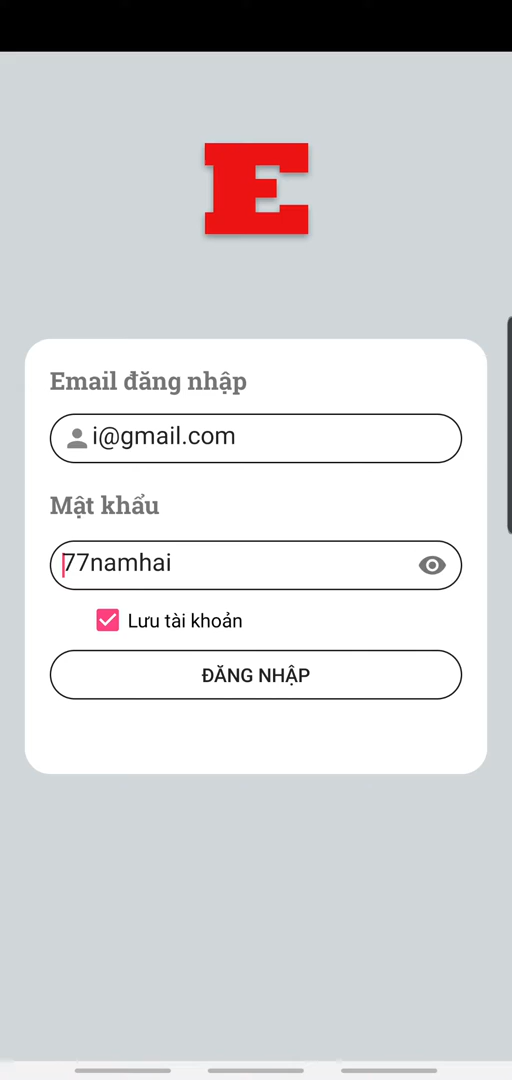 E
Email đăng nhập
i@gmail.com
Mật khẩu
77namhai
Lưu tài khoản
ĐĂNG NHẬP